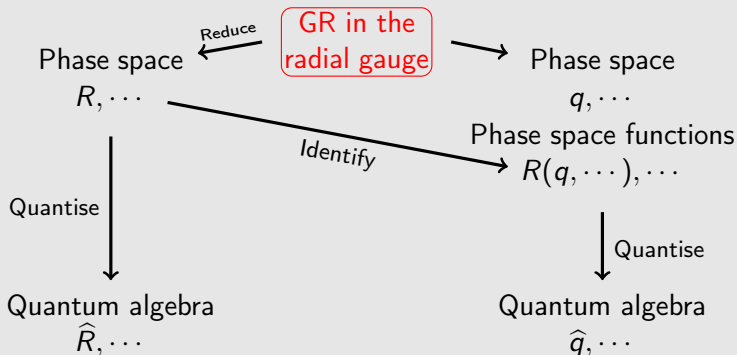 Reduce
GR in the
radial gauge
Phase space
R, ⋯
Phase space
q, ⋯
Phase space functions
R(q, ⋯), ⋯
Identify
Quantise
Quantise
Quantum algebra
R̂, ⋯
Quantum algebra
q̂, ⋯